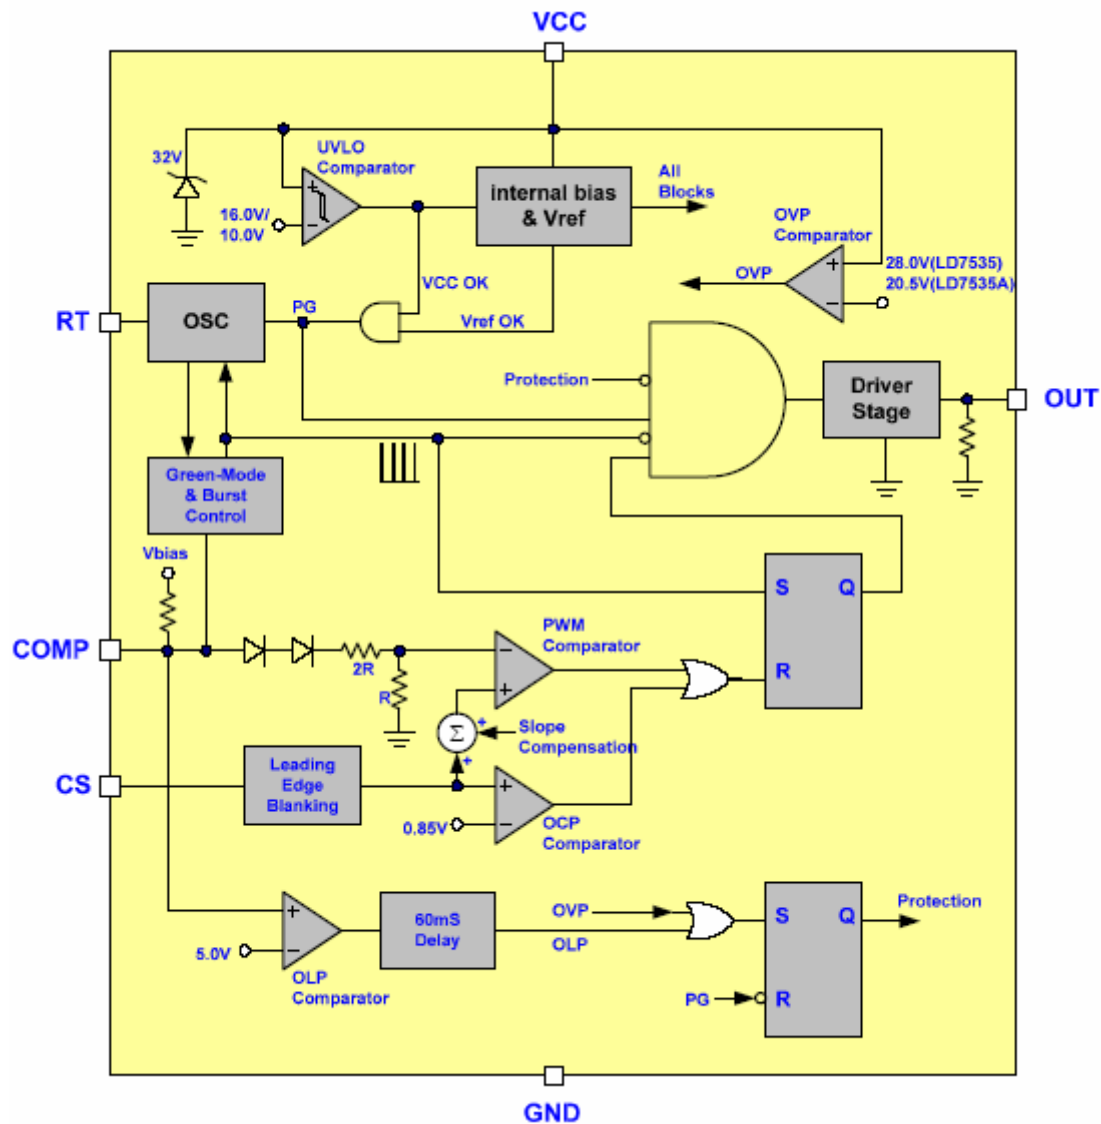 VCC
32V
UVLO
Comparator
16.0V/
10.0V
internal bias
& Vref
All
Blocks
OVP
Comparator
28.0V(LD7535)
20.5V(LD7535A)
OVP
VCC OK
PG
Vref OK
RT
OSC
Protection
Driver
Stage
OUT
Green-Mode
& Burst
Control
Vbias
COMP
2R
R
PWM
Comparator
S
Q
R
Σ
+
+
Slope
Compensation
CS
Leading
Edge
Blanking
0.85V
OCP
Comparator
5.0V
OLP
Comparator
60mS
Delay
OVP
OLP
S
Q
Protection
PG
R
GND